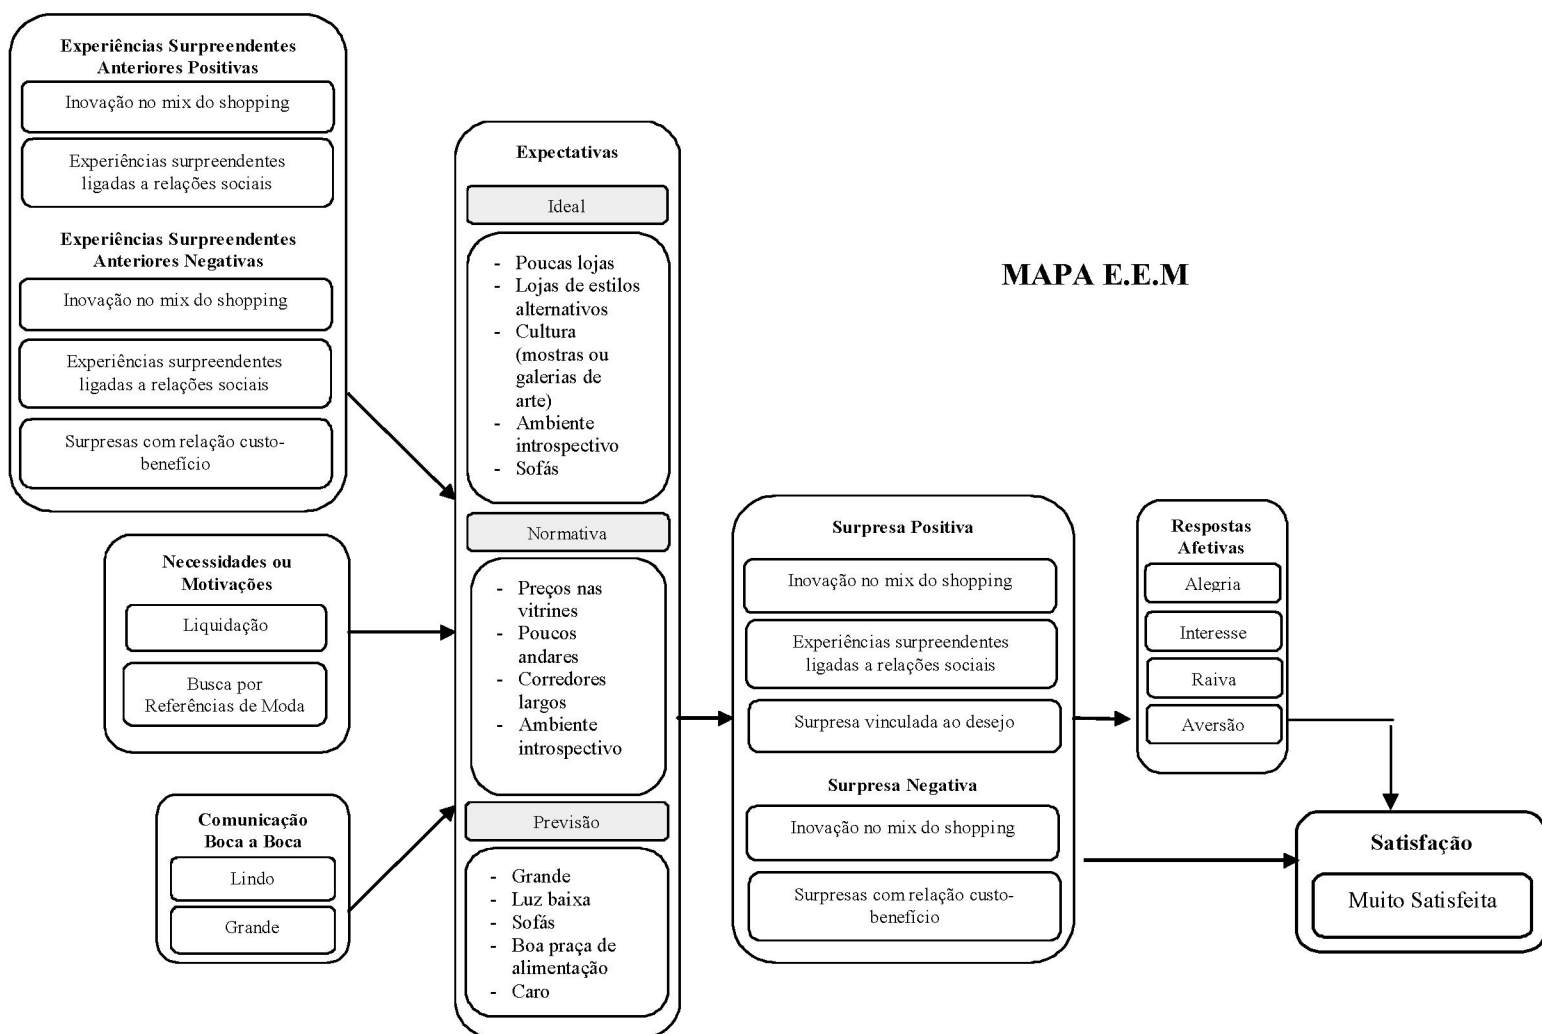 Experiências Surpreendentes
Anteriores Positivas
Inovação no mix do shopping
Experiências surpreendentes
ligadas a relações sociais
Experiências Surpreendentes
Anteriores Negativas
Inovação no mix do shopping
Experiências surpreendentes
ligadas a relações sociais
Surpresas com relação custo-
benefício
Necessidades ou
Motivações
Liquidação
Busca por
Referências de Moda
Comunicação
Boca a Boca
Lindo
Grande
Expectativas
Ideal
- Poucas lojas
- Lojas de estilos
alternativos
- Cultura
(mostras ou
galerias de
arte)
- Ambiente
introspectivo
- Sofás
Normativa
- Preços nas
vitrines
- Poucos
andares
- Corredores
largos
- Ambiente
introspectivo
Previsão
- Grande
- Luz baixa
- Sofás
- Boa praça de
alimentação
- Caro
MAPA E.E.M
Surpresa Positiva
Inovação no mix do shopping
Experiências surpreendentes
ligadas a relações sociais
Surpresa vinculada ao desejo
Surpresa Negativa
Inovação no mix do shopping
Surpresas com relação custo-
benefício
Respostas
Afetivas
Alegria
Interesse
Raiva
Aversão
Satisfação
Muito Satisfeita